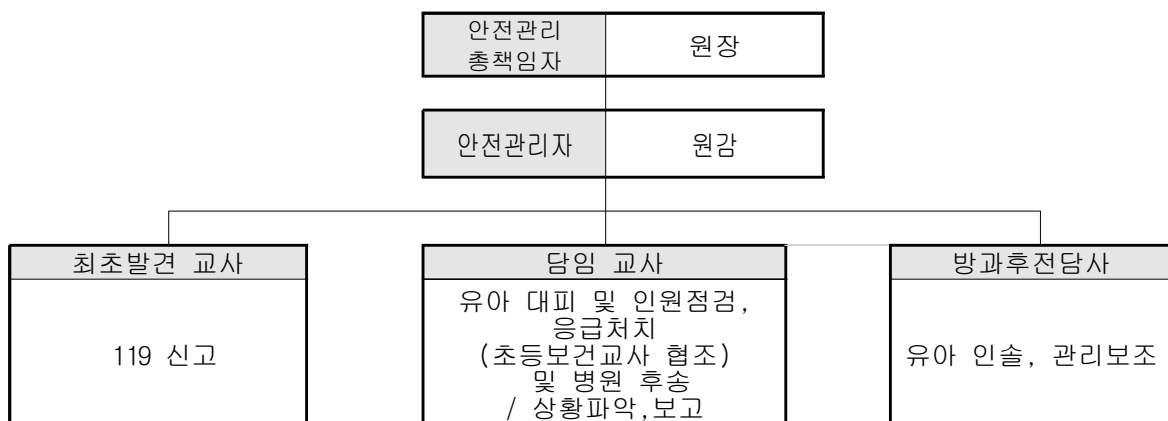 안전관리
총책임자
원장
안전관리자
원감
최초발견 교사
담임 교사
방과후전담사
119 신고
유아 대피 및 인원점검,
응급처치
(초등보건교사 협조)
및 병원 후송
/ 상황파악,보고
유아 인솔, 관리보조